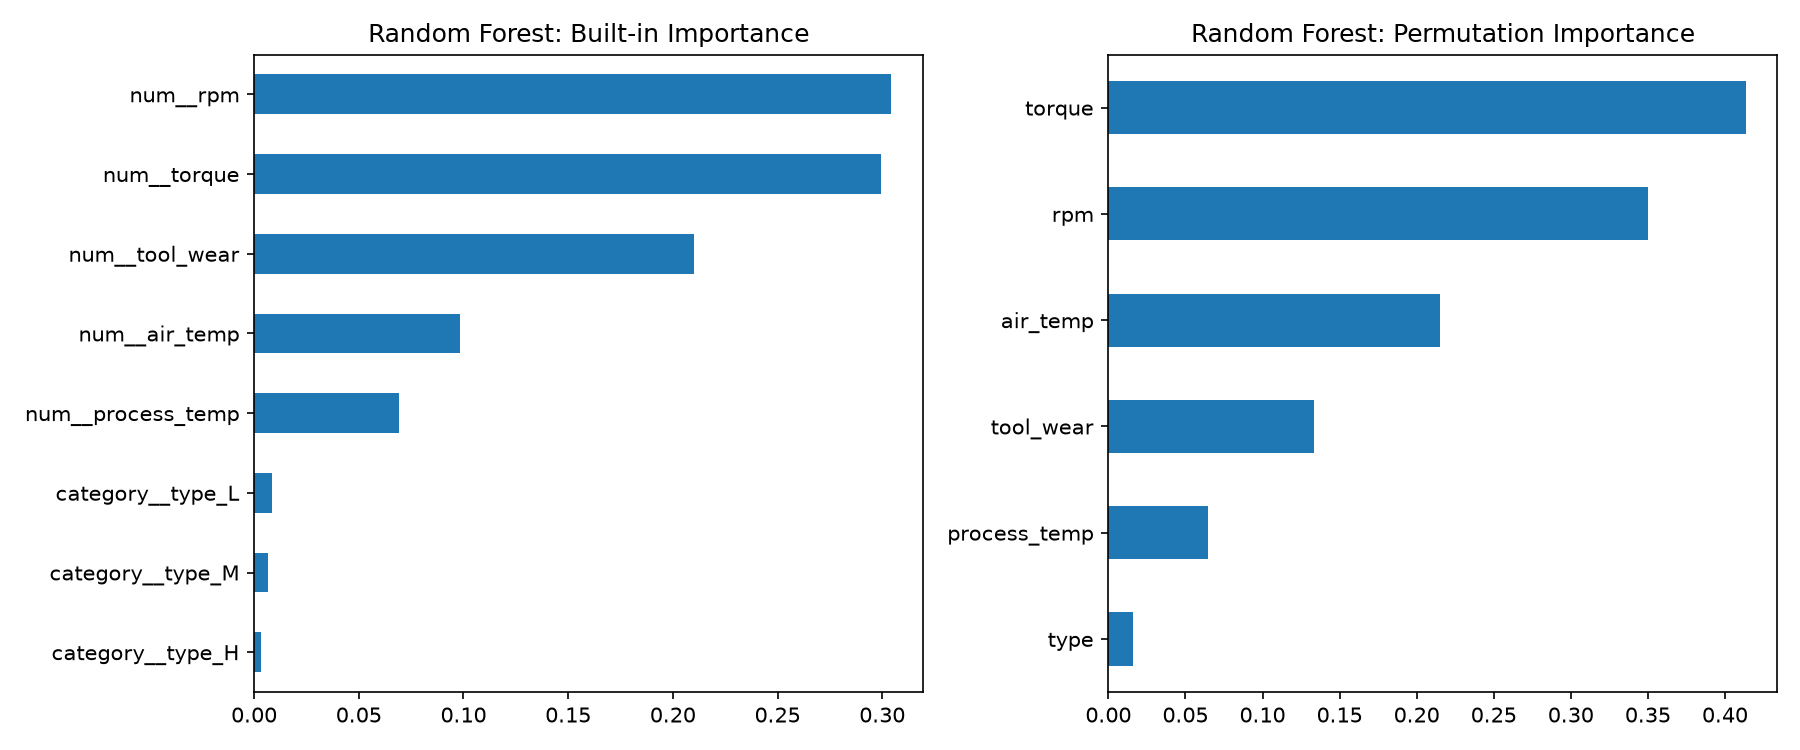 Random Forest: Built-in Importance
num__rpm
num__torque
num__tool_wear
num__air_temp
num__process_temp
category__type_L
category__type_M
category__type_H
0.00 0.05 0.10 0.15 0.20 0.25 0.30
Random Forest: Permutation Importance
torque
rpm
air_temp
tool_wear
process_temp
type
0.00 0.05 0.10 0.15 0.20 0.25 0.30 0.35 0.40